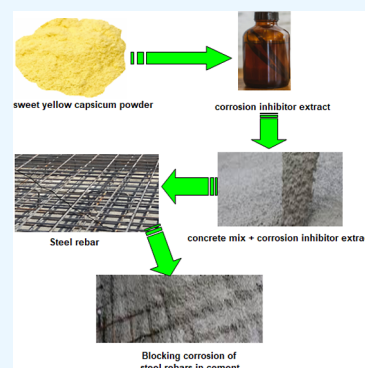 sweet yellow capsicum powder
corrosion inhibitor extract
concrete mix + corrosion inhibitor extra
Steel rebar
Blocking corrosion of
steel rebars in cement